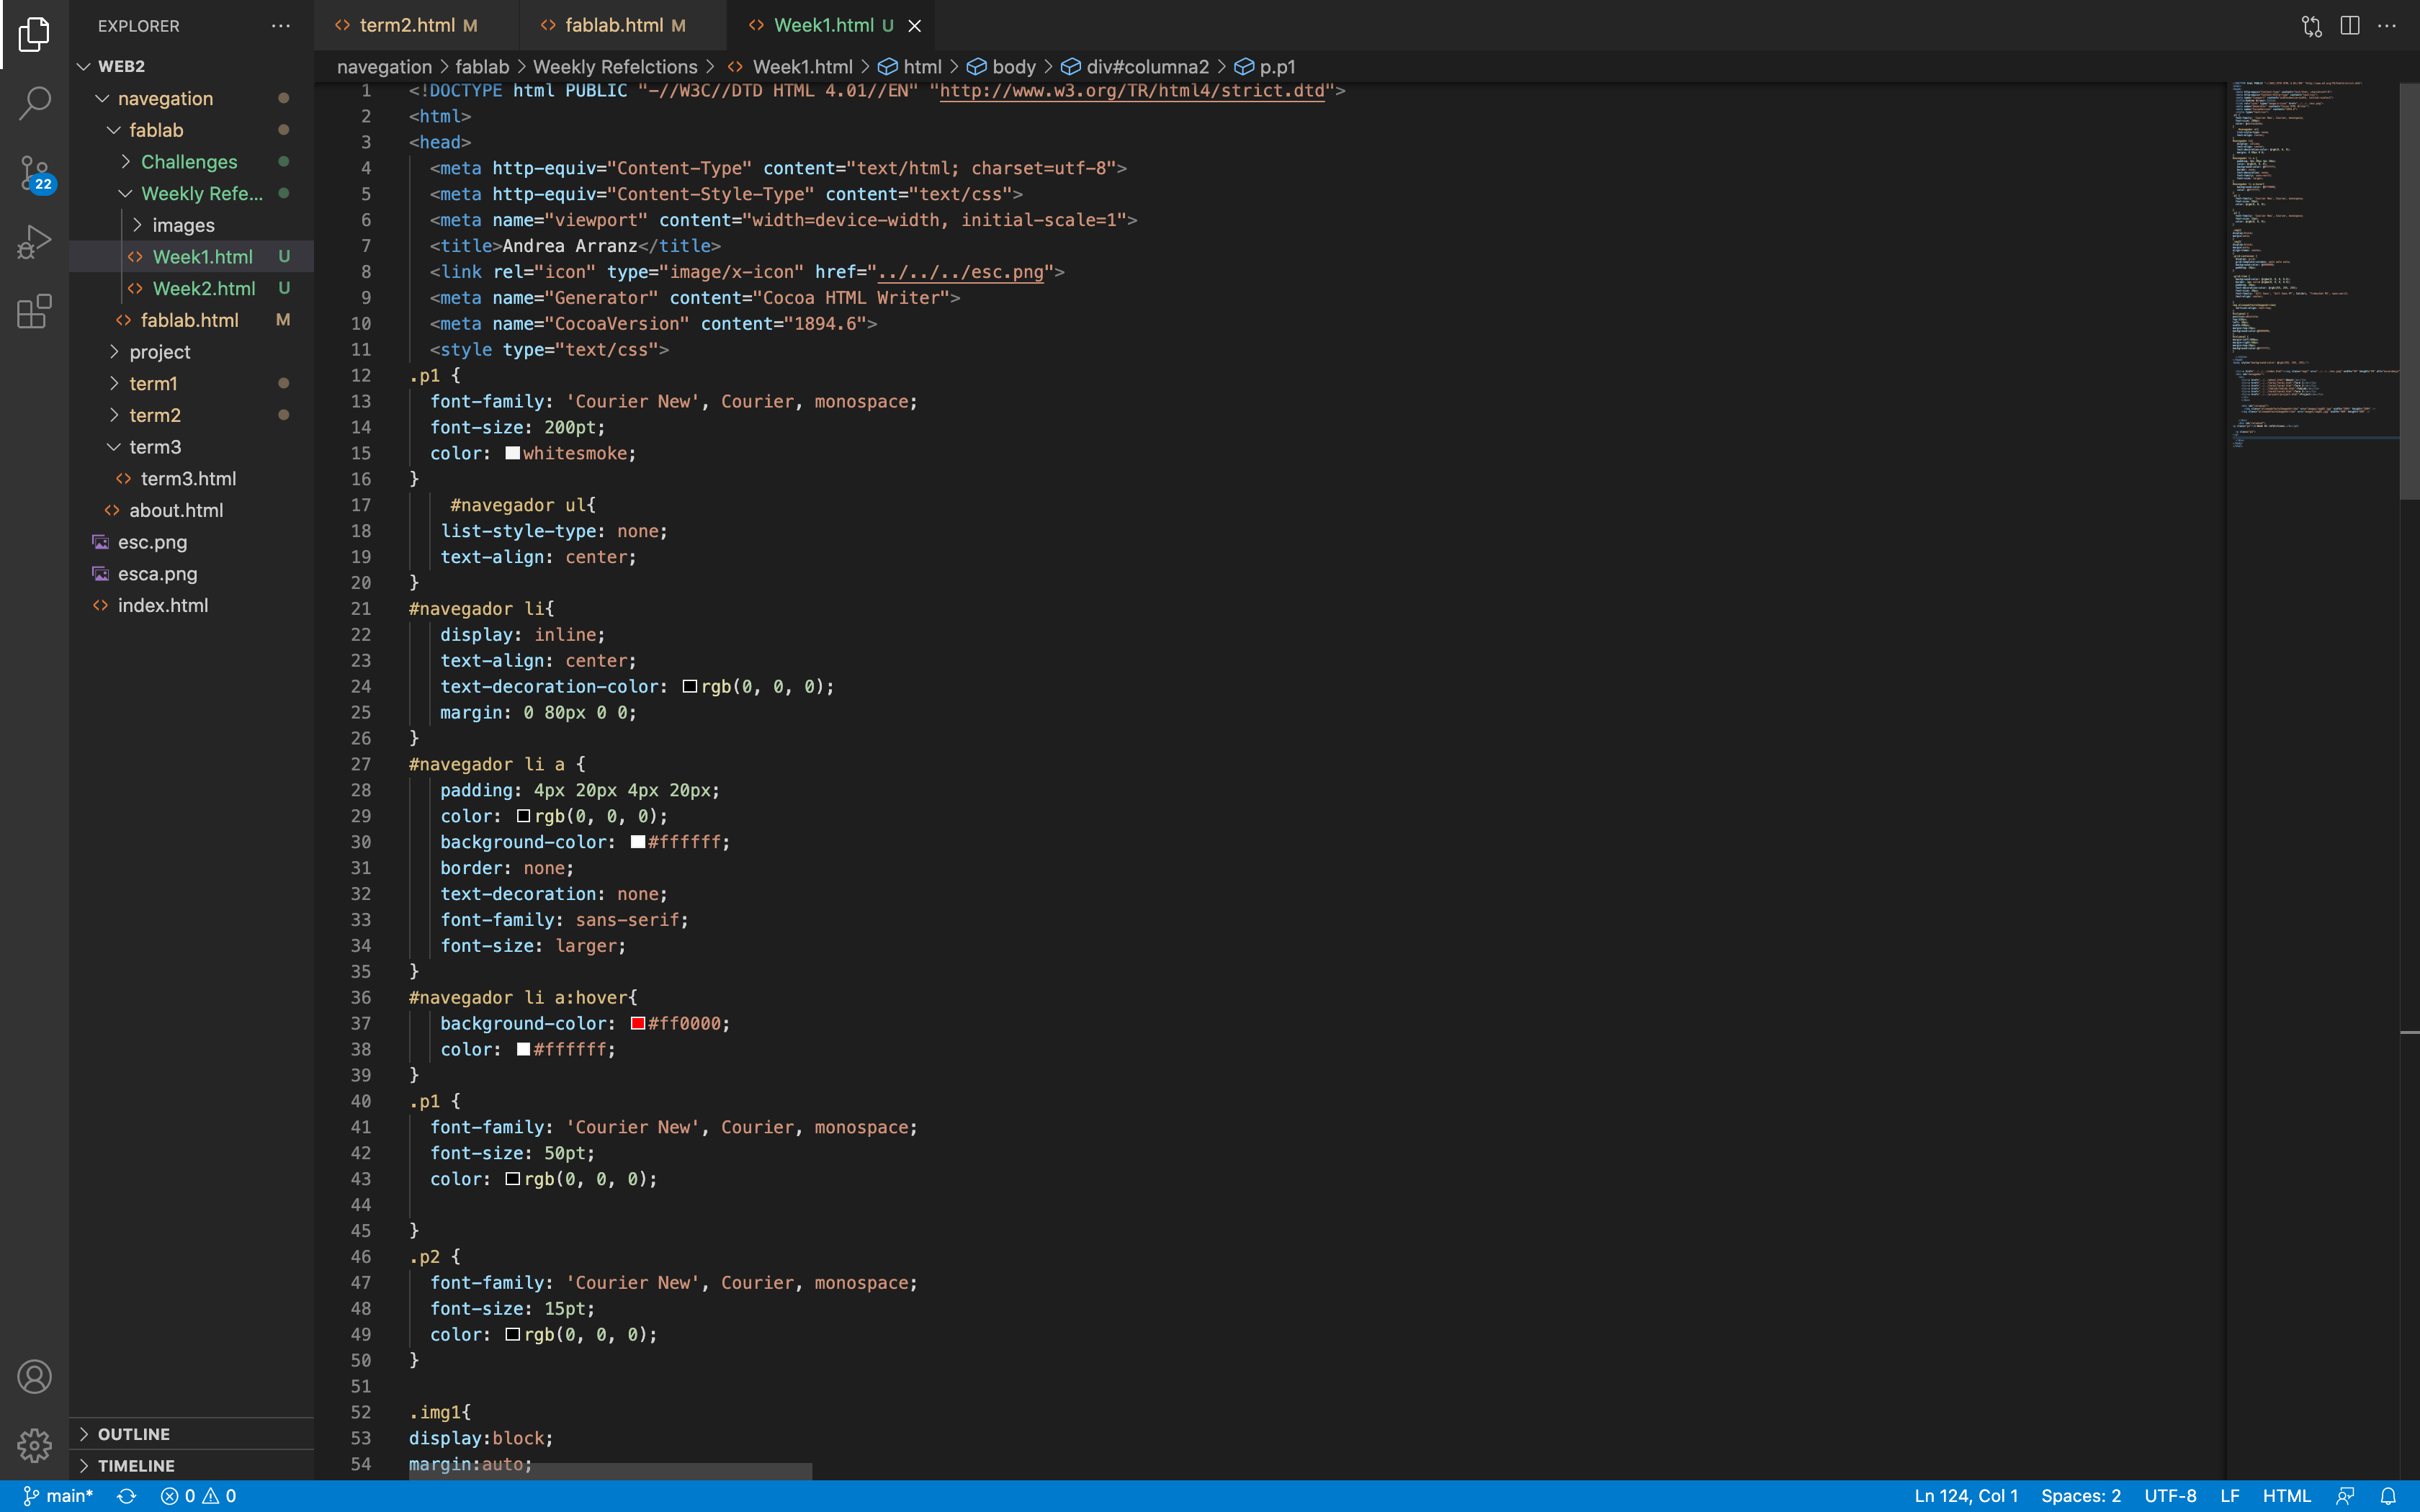 EXPLORER
WEB2
navegation
fablab
Challenges
Weekly Refe...
images
Week1.html U
Week2.html U
fablab.html M
project
term1
term2
term3
term3.html
about.html
esc.png
esca.png
index.html
OUTLINE
TIMELINE
22
term2.html M
fablab.html M
Week1.html U
navegation > fablab > Weekly Refelctions > Week1.html > html > body > div#columna2 > p.p1
1 <!DOCTYPE html PUBLIC "-//W3C//DTD HTML 4.01//EN" "http://www.w3.org/TR/html4/strict.dtd">
2 <html>
3 <head>
4 <meta http-equiv="Content-Type" content="text/html; charset=utf-8">
5 <meta http-equiv="Content-Style-Type" content="text/css">
6 <meta name="viewport" content="width=device-width, initial-scale=1">
7 <title>Andrea Arranz</title>
8 <link rel="icon" type="image/x-icon" href="../../../esc.png">
9 <meta name="Generator" content="Cocoa HTML Writer">
10 <meta name="CocoaVersion" content="1894.6">
11 <style type="text/css">
12 .p1 {
13 font-family: 'Courier New', Courier, monospace;
14 font-size: 200pt;
15 color: whitesmoke;
16 }
17 #navegador ul{
18 list-style-type: none;
19 text-align: center;
20 }
21 #navegador li{
22 display: inline;
23 text-align: center;
24 text-decoration-color: rgb(0, 0, 0);
25 margin: 0 80px 0 0;
26 }
27 #navegador li a {
28 padding: 4px 20px 4px 20px;
29 color: rgb(0, 0, 0);
30 background-color: #ffffff;
31 border: none;
32 text-decoration: none;
33 font-family: sans-serif;
34 font-size: larger;
35 }
36 #navegador li a:hover{
37 background-color: #ff0000;
38 color: #ffffff;
39 }
40 .p1 {
41 font-family: 'Courier New', Courier, monospace;
42 font-size: 50pt;
43 color: rgb(0, 0, 0);
44
45 }
46 .p2 {
47 font-family: 'Courier New', Courier, monospace;
48 font-size: 15pt;
49 color: rgb(0, 0, 0);
50 }
51
52 .img1{
53 display:block;
54 margin:auto;
main* 0 0
Ln 124, Col 1 Spaces: 2 UTF-8 LF HTML